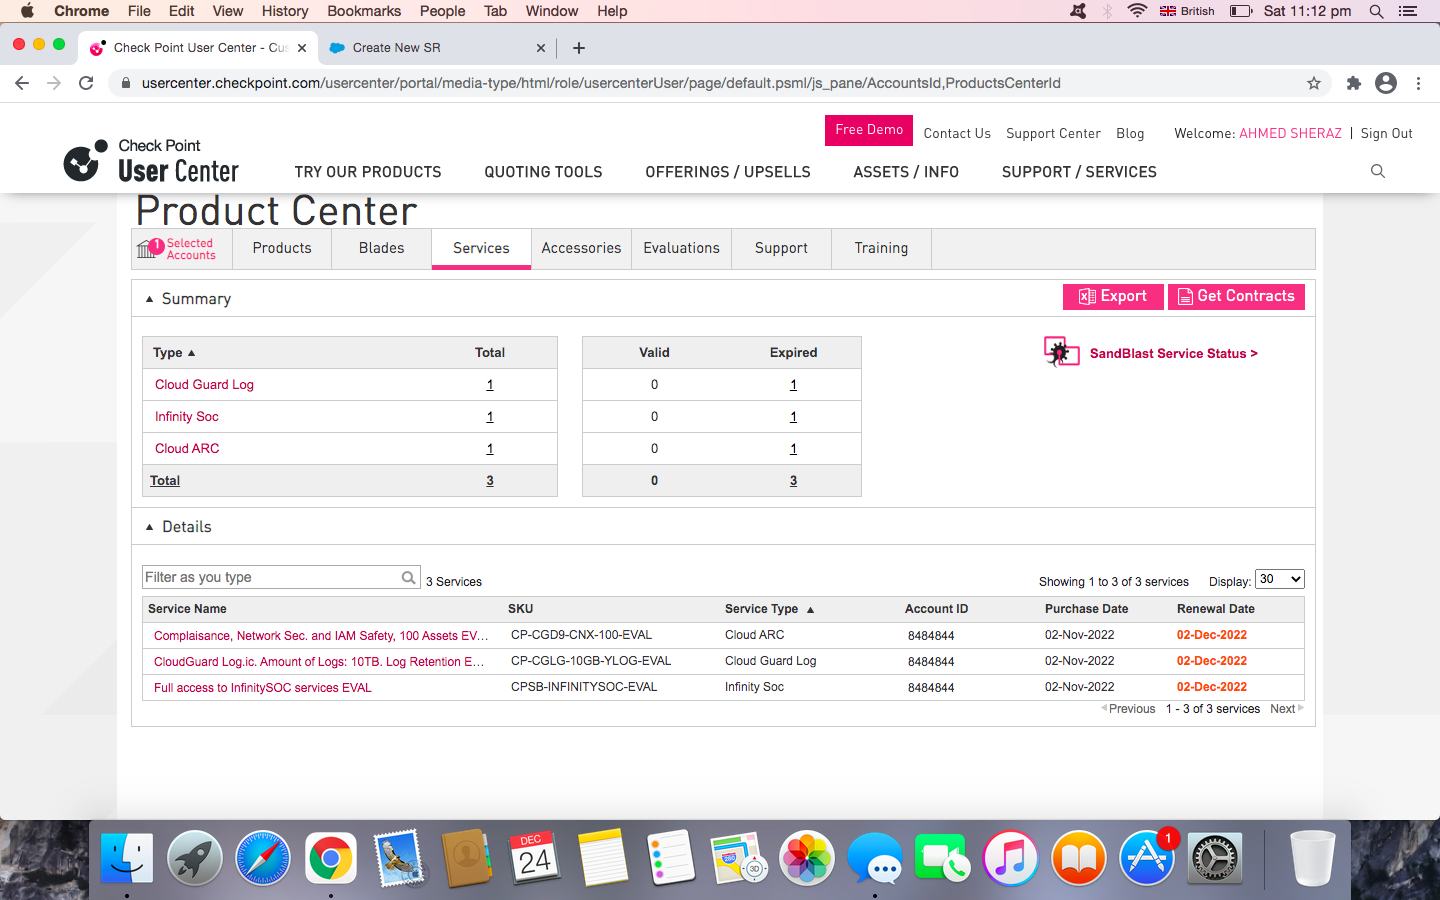 Chrome File Edit View History Bookmarks People Tab Window Help British Sat 11:12 pm
Check Point User Center - Cus Create New SR
usercenter.checkpoint.com/usercenter/portal/media-type/html/role/usercenterUser/page/default.psml/js_pane/AccountsId,ProductsCenterId
Free Demo Contact Us Support Center Blog Welcome: AHMED SHERAZ | Sign Out
Check Point
User Center
TRY OUR PRODUCTS QUOTING TOOLS OFFERINGS / UPSELLS ASSETS / INFO SUPPORT / SERVICES
Product Center
1 Selected Accounts Products Blades Services Accessories Evaluations Support Training
Summary Export Get Contracts
Type Total Valid Expired SandBlast Service Status >
Cloud Guard Log 1 0 1
Infinity Soc 1 0 1
Cloud ARC 1 0 1
Total 3 0 3
Details
Filter as you type 3 Services Showing 1 to 3 of 3 services Display: 30
Service Name SKU Service Type Account ID Purchase Date Renewal Date
Complaisance, Network Sec. and IAM Safety, 100 Assets EV... CP-CGD9-CNX-100-EVAL Cloud ARC 8484844 02-Nov-2022 02-Dec-2022
CloudGuard Log.ic. Amount of Logs: 10TB. Log Retention E... CP-CGLG-10GB-YLOG-EVAL Cloud Guard Log 8484844 02-Nov-2022 02-Dec-2022
Full access to InfinitySOC services EVAL CPSB-INFINITYSOC-EVAL Infinity Soc 8484844 02-Nov-2022 02-Dec-2022
Previous 1 - 3 of 3 services Next
DEC
24
280
3D
1